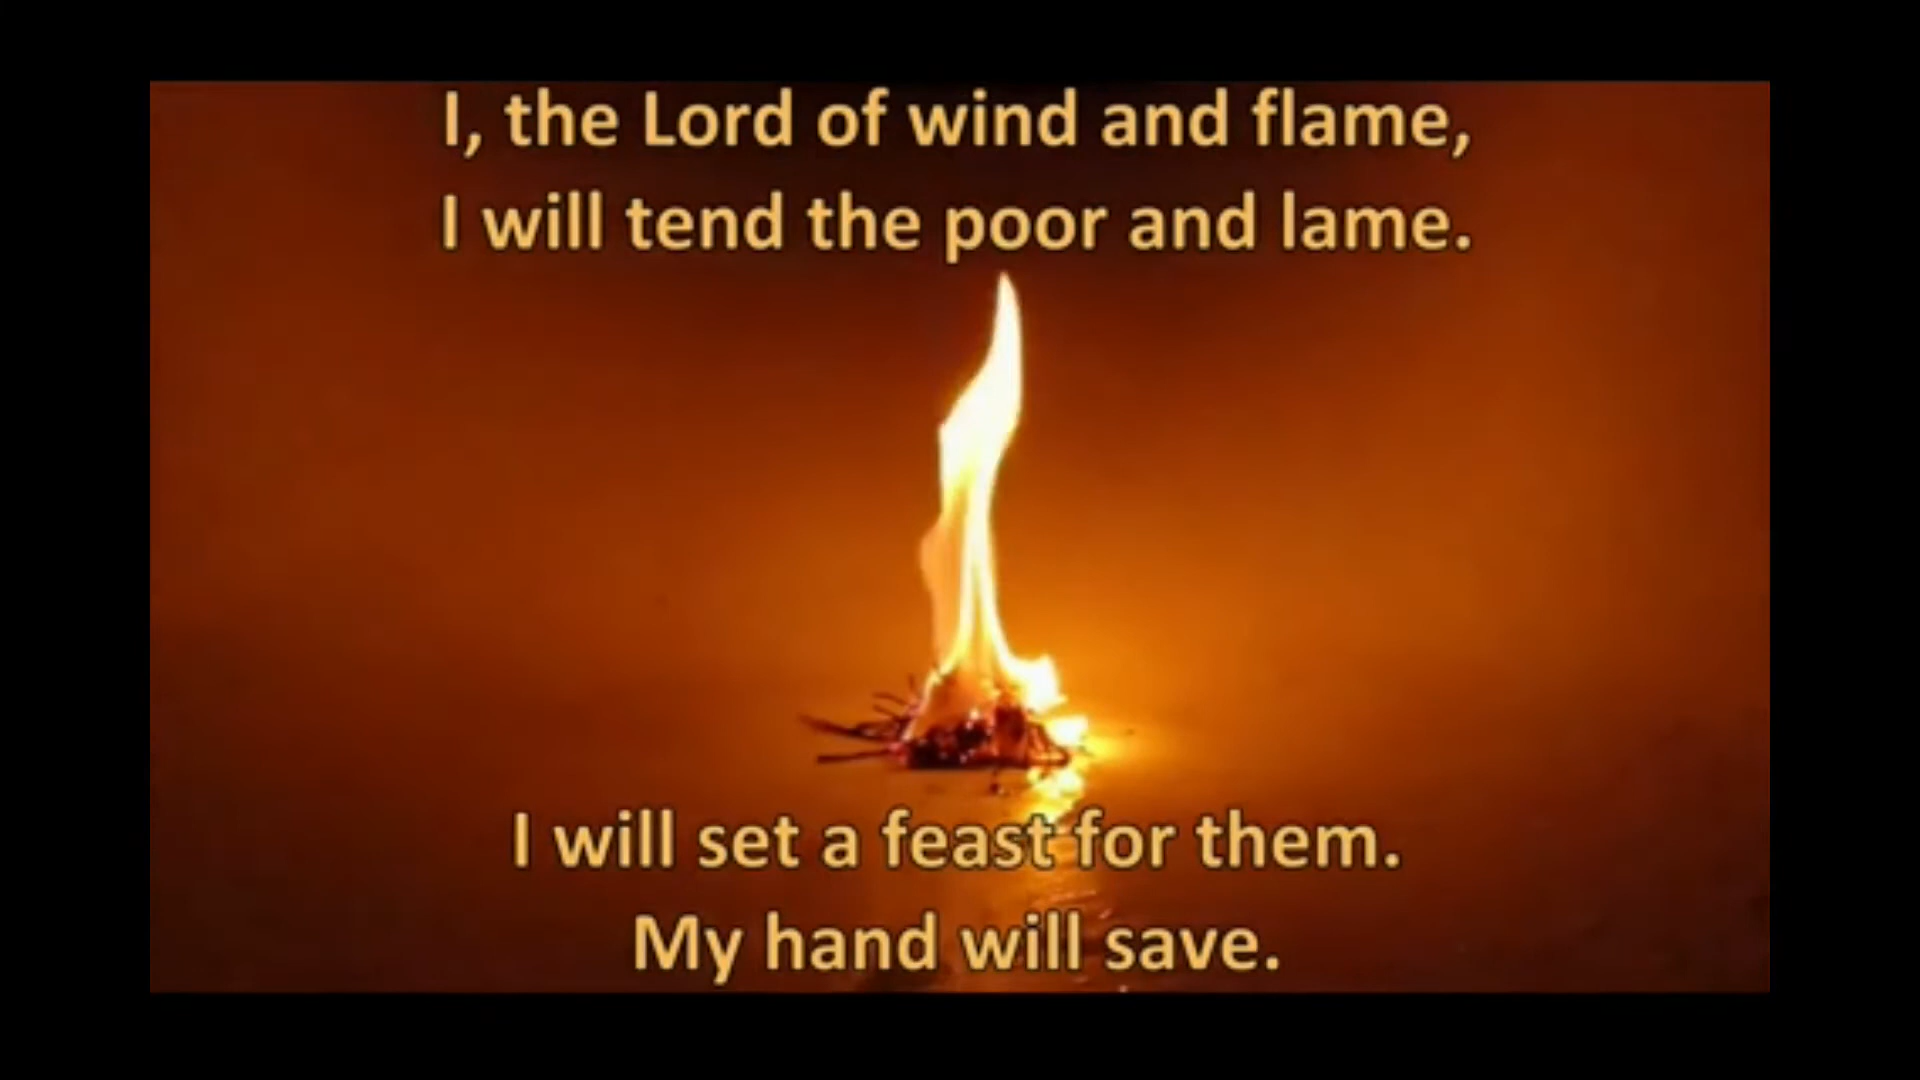 I, the Lord of wind and flame,
I will tend the poor and lame.
I will set a feast for them.
My hand will save.